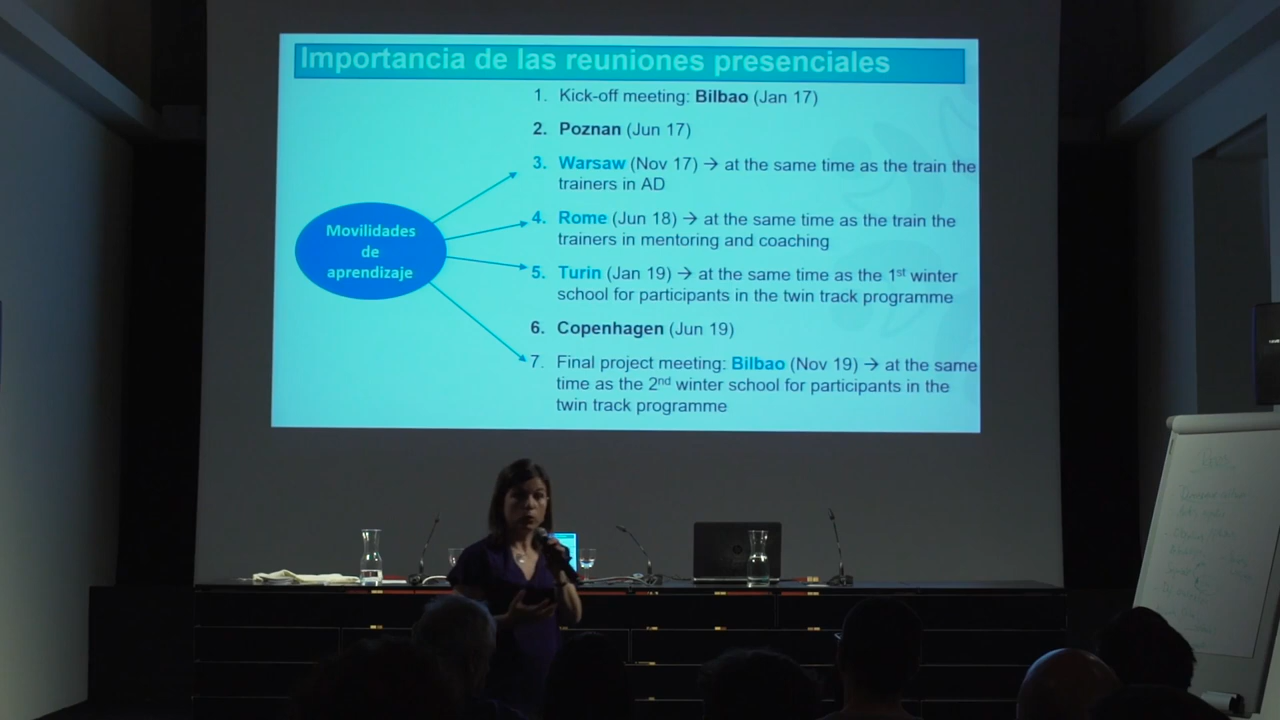 Importancia de las reuniones presenciales
1. Kick-off meeting: Bilbao (Jan 17)
2. Poznan (Jun 17)
3. Warsaw (Nov 17) → at the same time as the train the
trainers in AD
4. Rome (Jun 18) → at the same time as the train the
trainers in mentoring and coaching
5. Turin (Jan 19) → at the same time as the 1st winter
school for participants in the twin track programme
6. Copenhagen (Jun 19)
7. Final project meeting: Bilbao (Nov 19) → at the same
time as the 2nd winter school for participants in the
twin track programme
Movilidades
de
aprendizaje